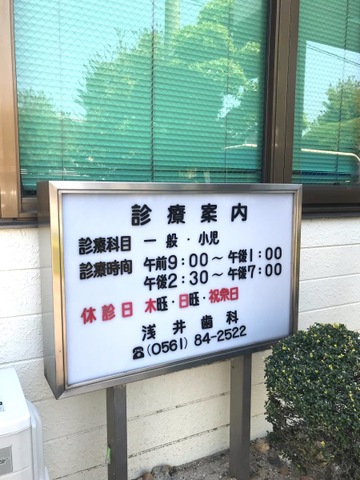 診療案内
診療科目 一般・小児
診療時間 午前9:00～午後1:00
午後2:30～午後7:00
休診日 木旺・日旺・祝祭日
浅井歯科
☎(0561)84-2522